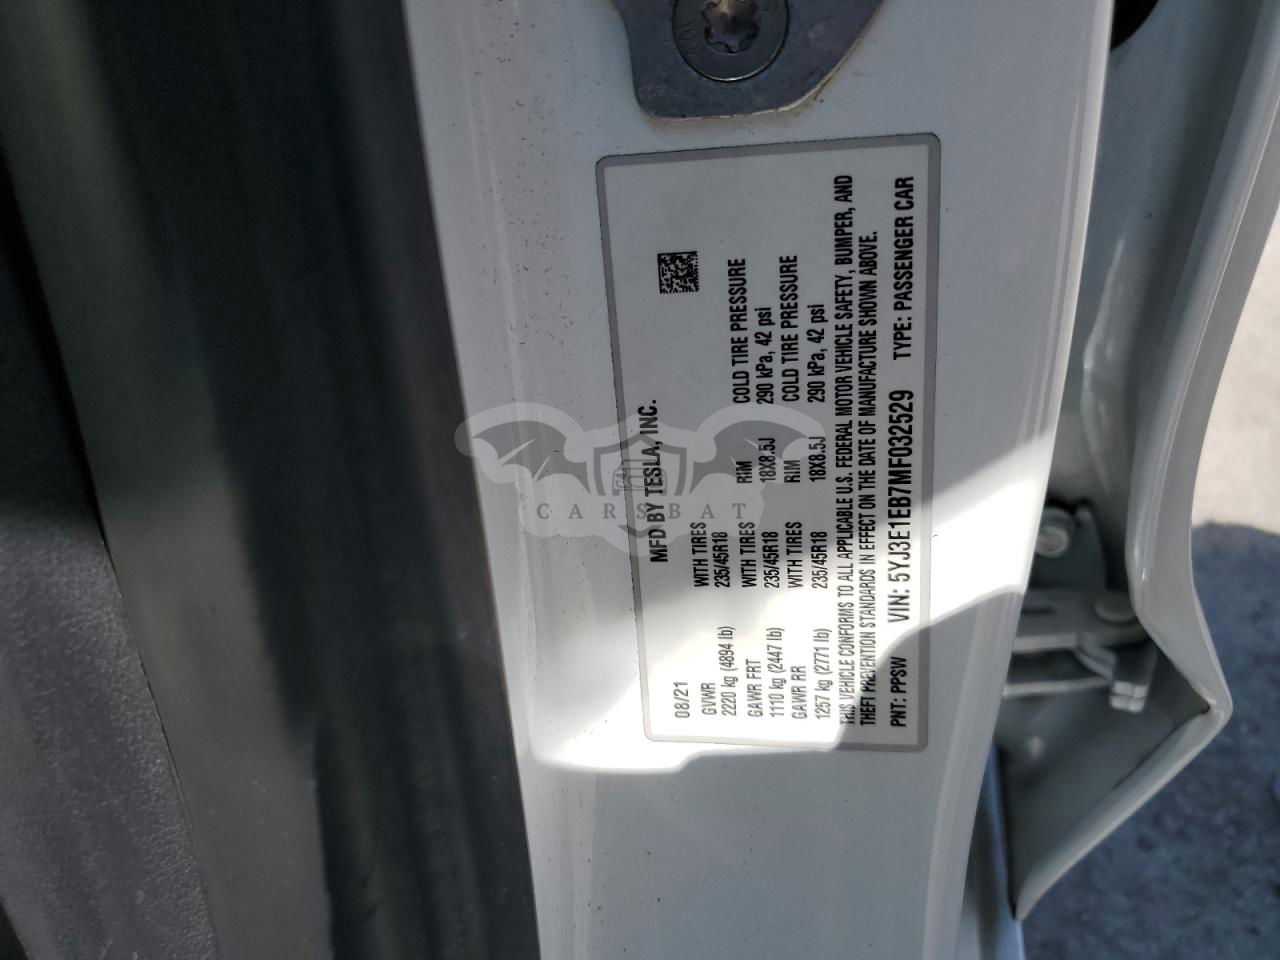 MFD BY TESLA, INC.
08/21
GVWR
2220 kg (4894 lb)
WITH TIRES
235/45R18
GAWR FRT
1110 kg (2447 lb)
WITH TIRES
235/45R18
RIM
18X8.5J
COLD TIRE PRESSURE
290 kPa, 42 psi
GAWR RR
1257 kg (2771 lb)
WITH TIRES
235/45R18
RIM
18X8.5J
COLD TIRE PRESSURE
290 kPa, 42 psi
THIS VEHICLE CONFORMS TO ALL APPLICABLE U.S. FEDERAL MOTOR VEHICLE SAFETY, BUMPER, AND
THEFT PREVENTION STANDARDS IN EFFECT ON THE DATE OF MANUFACTURE SHOWN ABOVE.
PNT: PPSW VIN: 5YJ3E1EB7MF032529 TYPE: PASSENGER CAR
CARSBAT